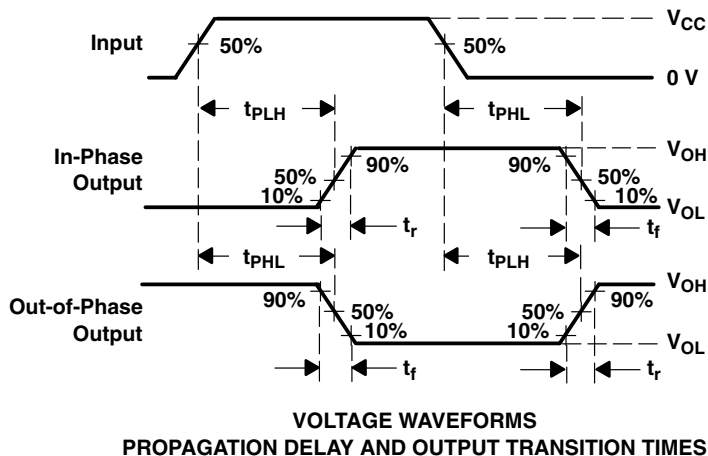 V_CC
Input
50%
50%
0 V
t_PLH
t_PHL
In-Phase
Output
V_OH
90%
90%
50%
50%
10%
10%
V_OL
t_r
t_f
t_PHL
t_PLH
Out-of-Phase
Output
V_OH
90%
90%
50%
50%
10%
10%
V_OL
t_f
t_r
VOLTAGE WAVEFORMS
PROPAGATION DELAY AND OUTPUT TRANSITION TIMES